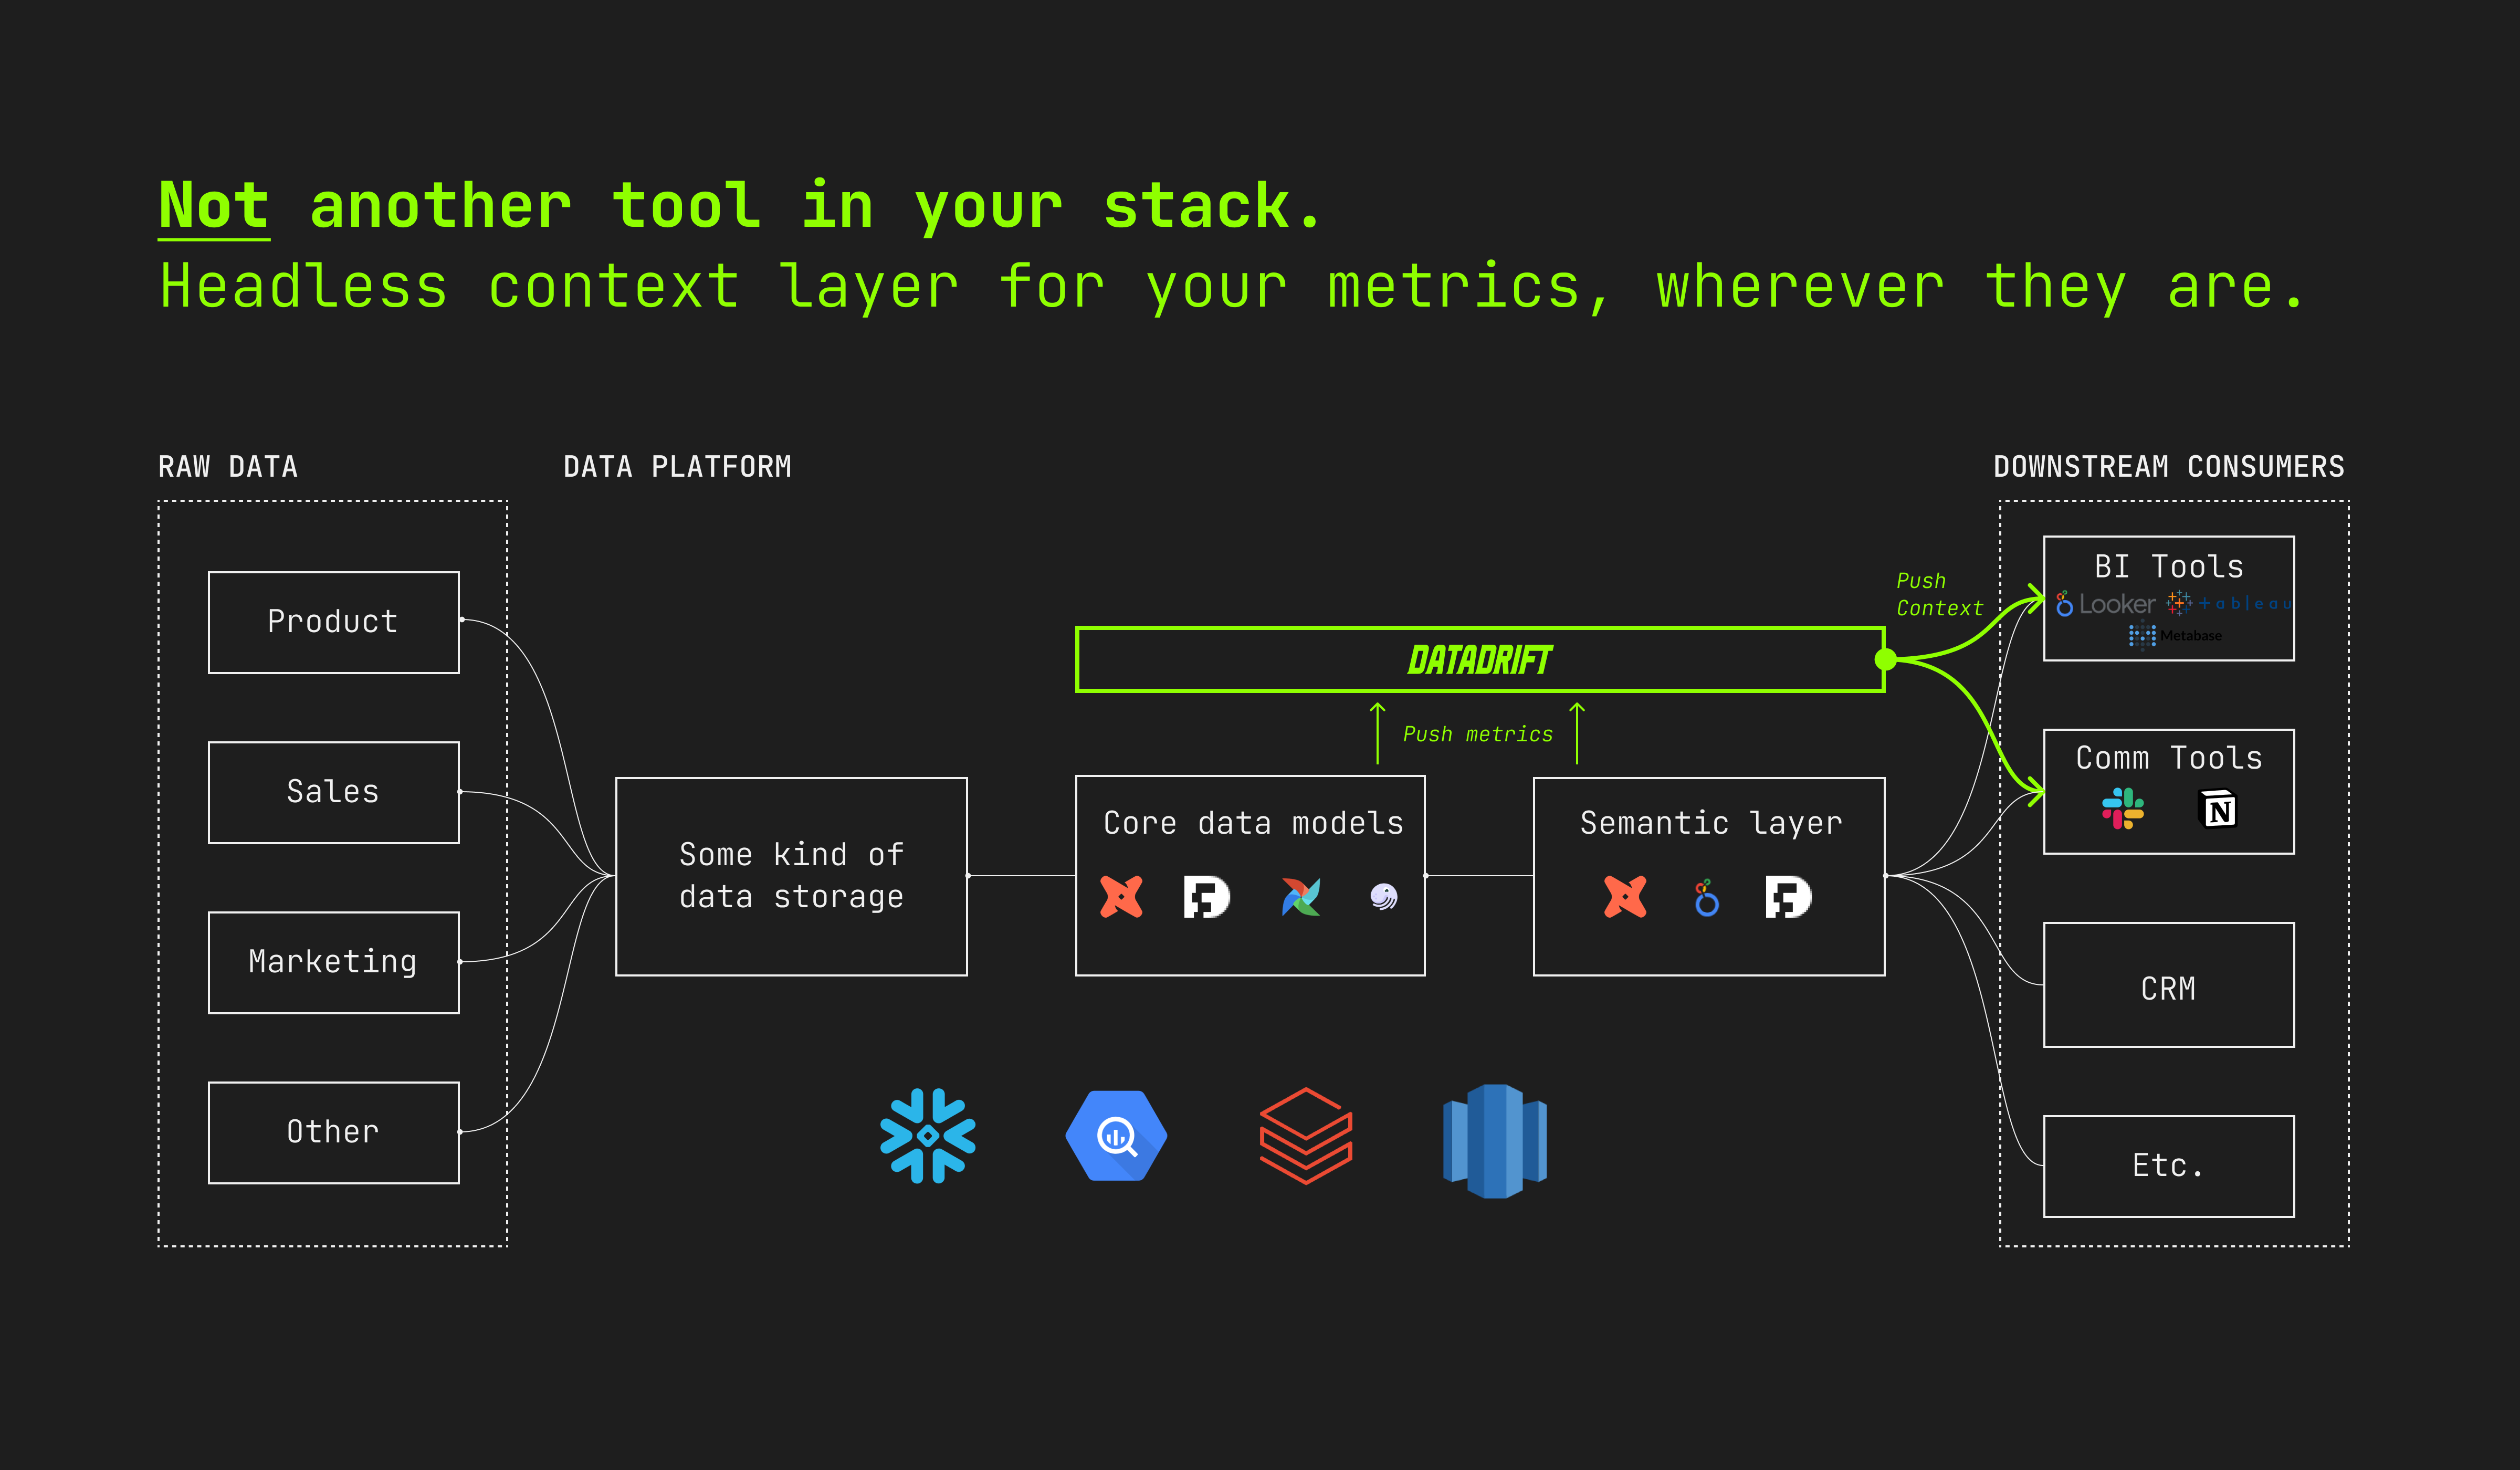 Not another tool in your stack.
Headless context layer for your metrics, wherever they are.
RAW DATA
DATA PLATFORM
DOWNSTREAM CONSUMERS
Product
Sales
Marketing
Other
Some kind of
data storage
DATADRIFT
Push metrics
Core data models
Semantic layer
Push
Context
BI Tools
Looker
+ableau
Metabase
Comm Tools
N
CRM
Etc.